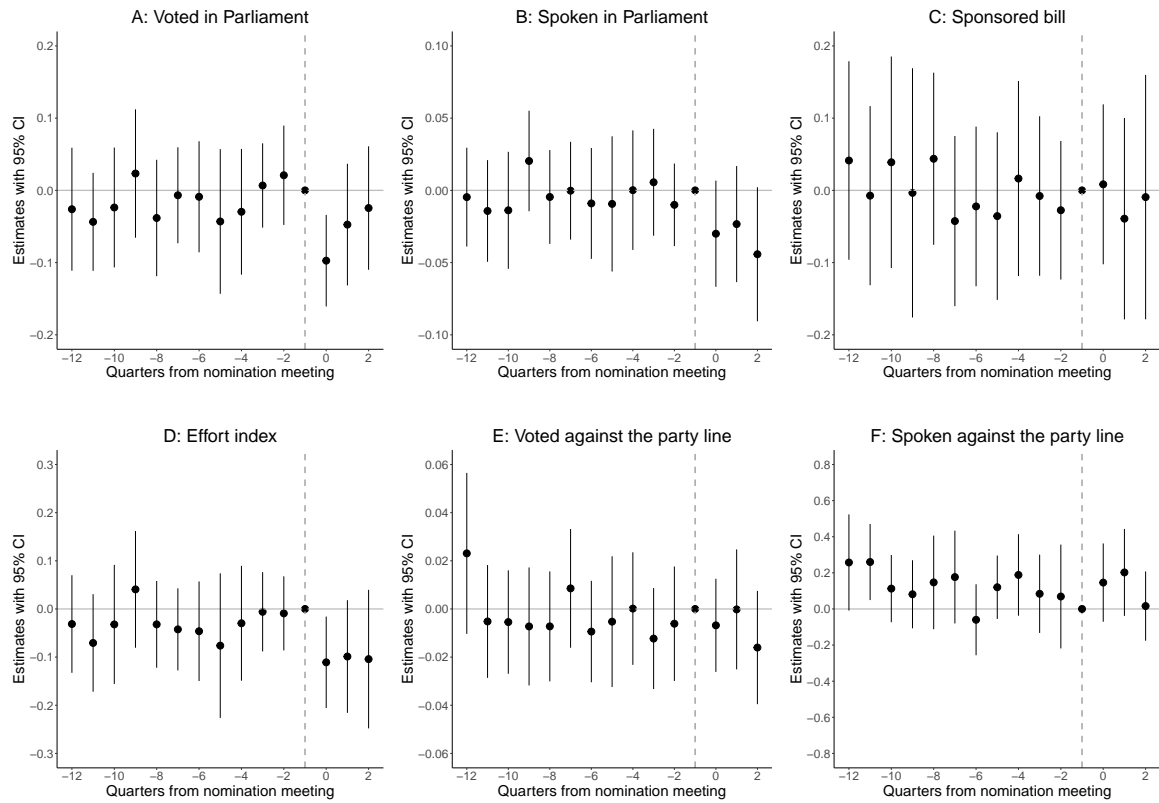 A: Voted in Parliament
Estimates with 95% CI
0.2
0.1
0.0
−0.1
−0.2
−12 −10 −8 −6 −4 −2 0 2
Quarters from nomination meeting
B: Spoken in Parliament
Estimates with 95% CI
0.10
0.05
0.00
−0.05
−0.10
−12 −10 −8 −6 −4 −2 0 2
Quarters from nomination meeting
C: Sponsored bill
Estimates with 95% CI
0.2
0.1
0.0
−0.1
−0.2
−12 −10 −8 −6 −4 −2 0 2
Quarters from nomination meeting
D: Effort index
Estimates with 95% CI
0.3
0.2
0.1
0.0
−0.1
−0.2
−0.3
−12 −10 −8 −6 −4 −2 0 2
Quarters from nomination meeting
E: Voted against the party line
Estimates with 95% CI
0.06
0.04
0.02
0.00
−0.02
−0.04
−0.06
−12 −10 −8 −6 −4 −2 0 2
Quarters from nomination meeting
F: Spoken against the party line
Estimates with 95% CI
0.8
0.6
0.4
0.2
0.0
−0.2
−0.4
−0.6
−0.8
−12 −10 −8 −6 −4 −2 0 2
Quarters from nomination meeting